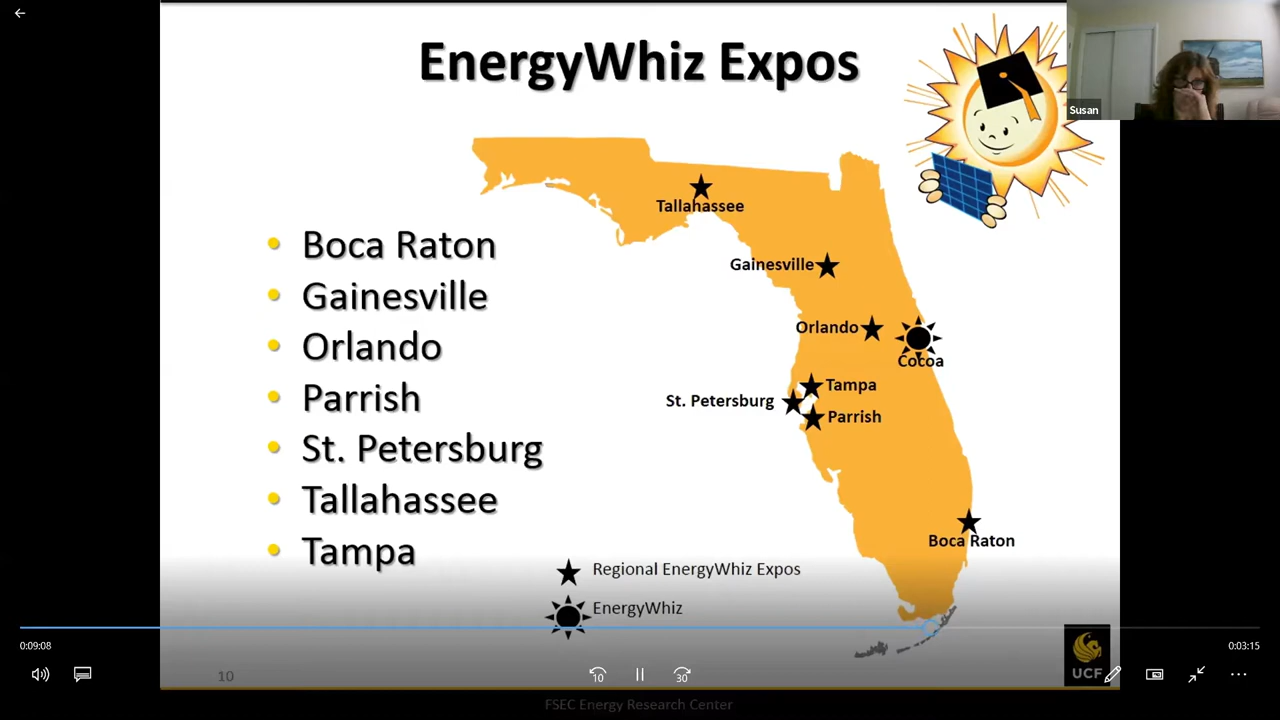 EnergyWhiz Expos
Susan
Boca Raton
Gainesville
Orlando
Parrish
St. Petersburg
Tallahassee
Tampa
Tallahassee
Gainesville
Orlando
Cocoa
Tampa
St. Petersburg
Parrish
Boca Raton
Regional EnergyWhiz Expos
EnergyWhiz
0:09:08
0:03:15
10
30
UCF
10
FSEC Energy Research Center